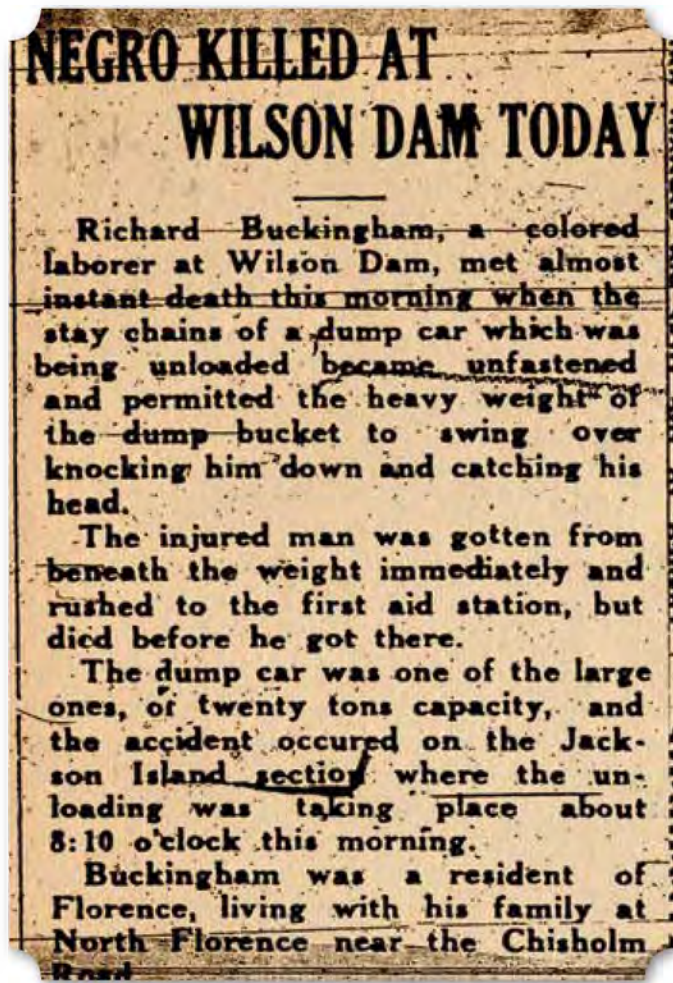 NEGRO KILLED AT
WILSON DAM TODAY
Richard Buckingham, a colored
laborer at Wilson Dam, met almost
instant death this morning when the
stay chains of a dump car which was
being unloaded became unfastened
and permitted the heavy weight of
the dump bucket to swing over
knocking him down and catching his
head.
The injured man was gotten from
beneath the weight immediately and
rushed to the first aid station, but
died before he got there.
The dump car was one of the large
ones, of twenty tons capacity, and
the accident occured on the Jack-
son Island section where the un-
loading was taking place about
8:10 o'clock this morning.
Buckingham was a resident of
Florence, living with his family at
North Florence near the Chisholm
Road